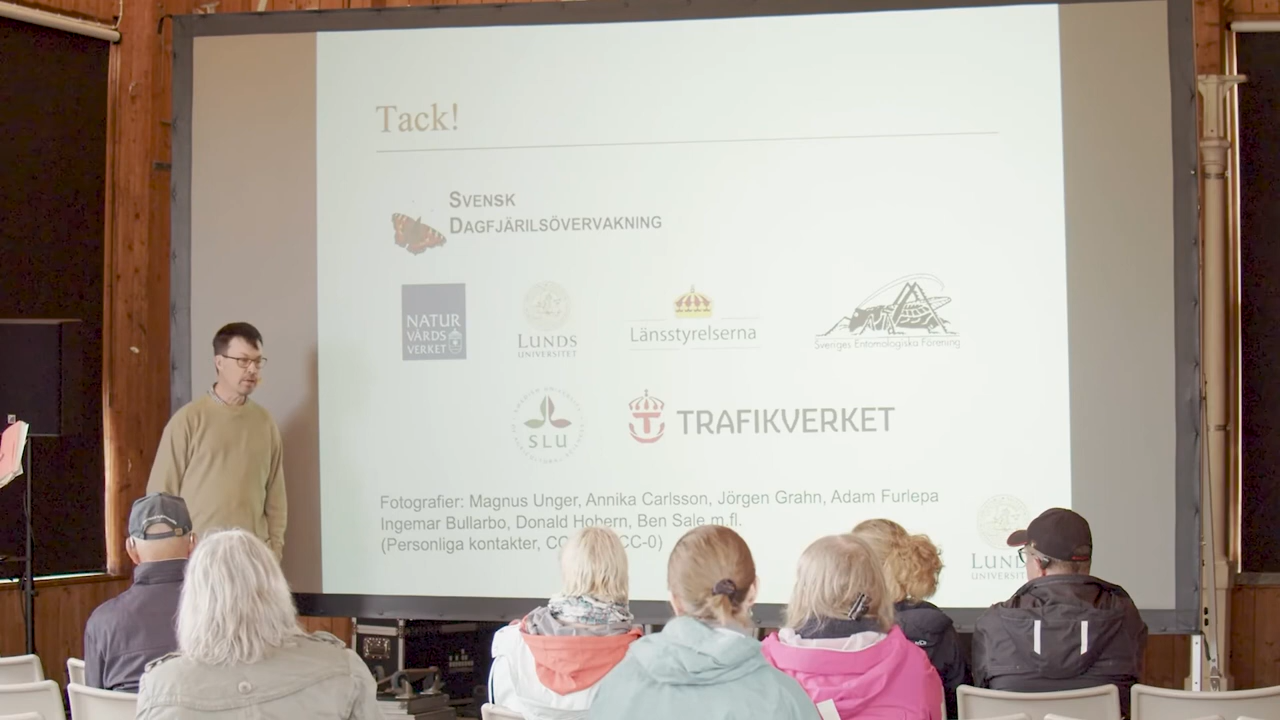 Tack!
SVENSK
DAGFJÄRILSÖVERVAKNING
NATUR
VÅRDS
VERKET
LUNDS
UNIVERSITET
Länsstyrelserna
Sveriges Entomologiska Förening
SLU
TRAFIKVERKET
Fotografier: Magnus Unger, Annika Carlsson, Jörgen Grahn, Adam Furlepa
Ingemar Bullarbo, Donald Hobern, Ben Sale m.fl.
(Personliga kontakter, CC-0)
LUNDS
UNIVERSITET